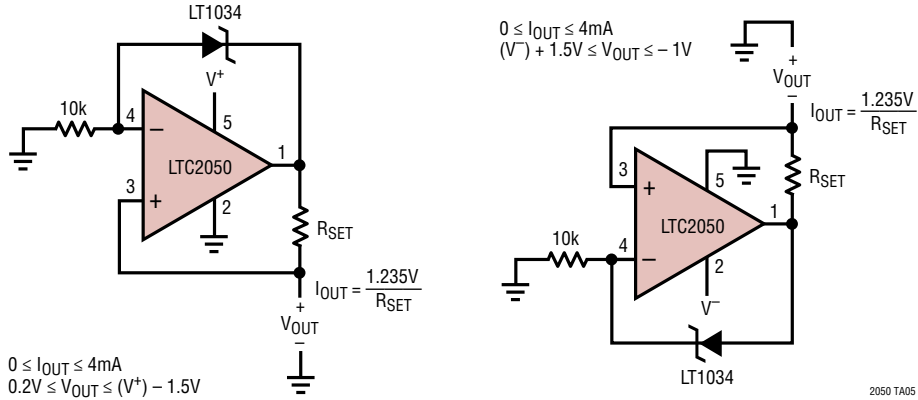 LT1034
V+
10k
4
−
5
LTC2050
1
3
+
2
RSET
IOUT = 1.235V
RSET
+
VOUT
−
0 ≤ IOUT ≤ 4mA
0.2V ≤ VOUT ≤ (V+) – 1.5V
0 ≤ IOUT ≤ 4mA
(V–) + 1.5V ≤ VOUT ≤ – 1V
+
VOUT
−
IOUT = 1.235V
RSET
3
+
5
RSET
LTC2050
1
10k
4
−
2
V–
LT1034
2050 TA05